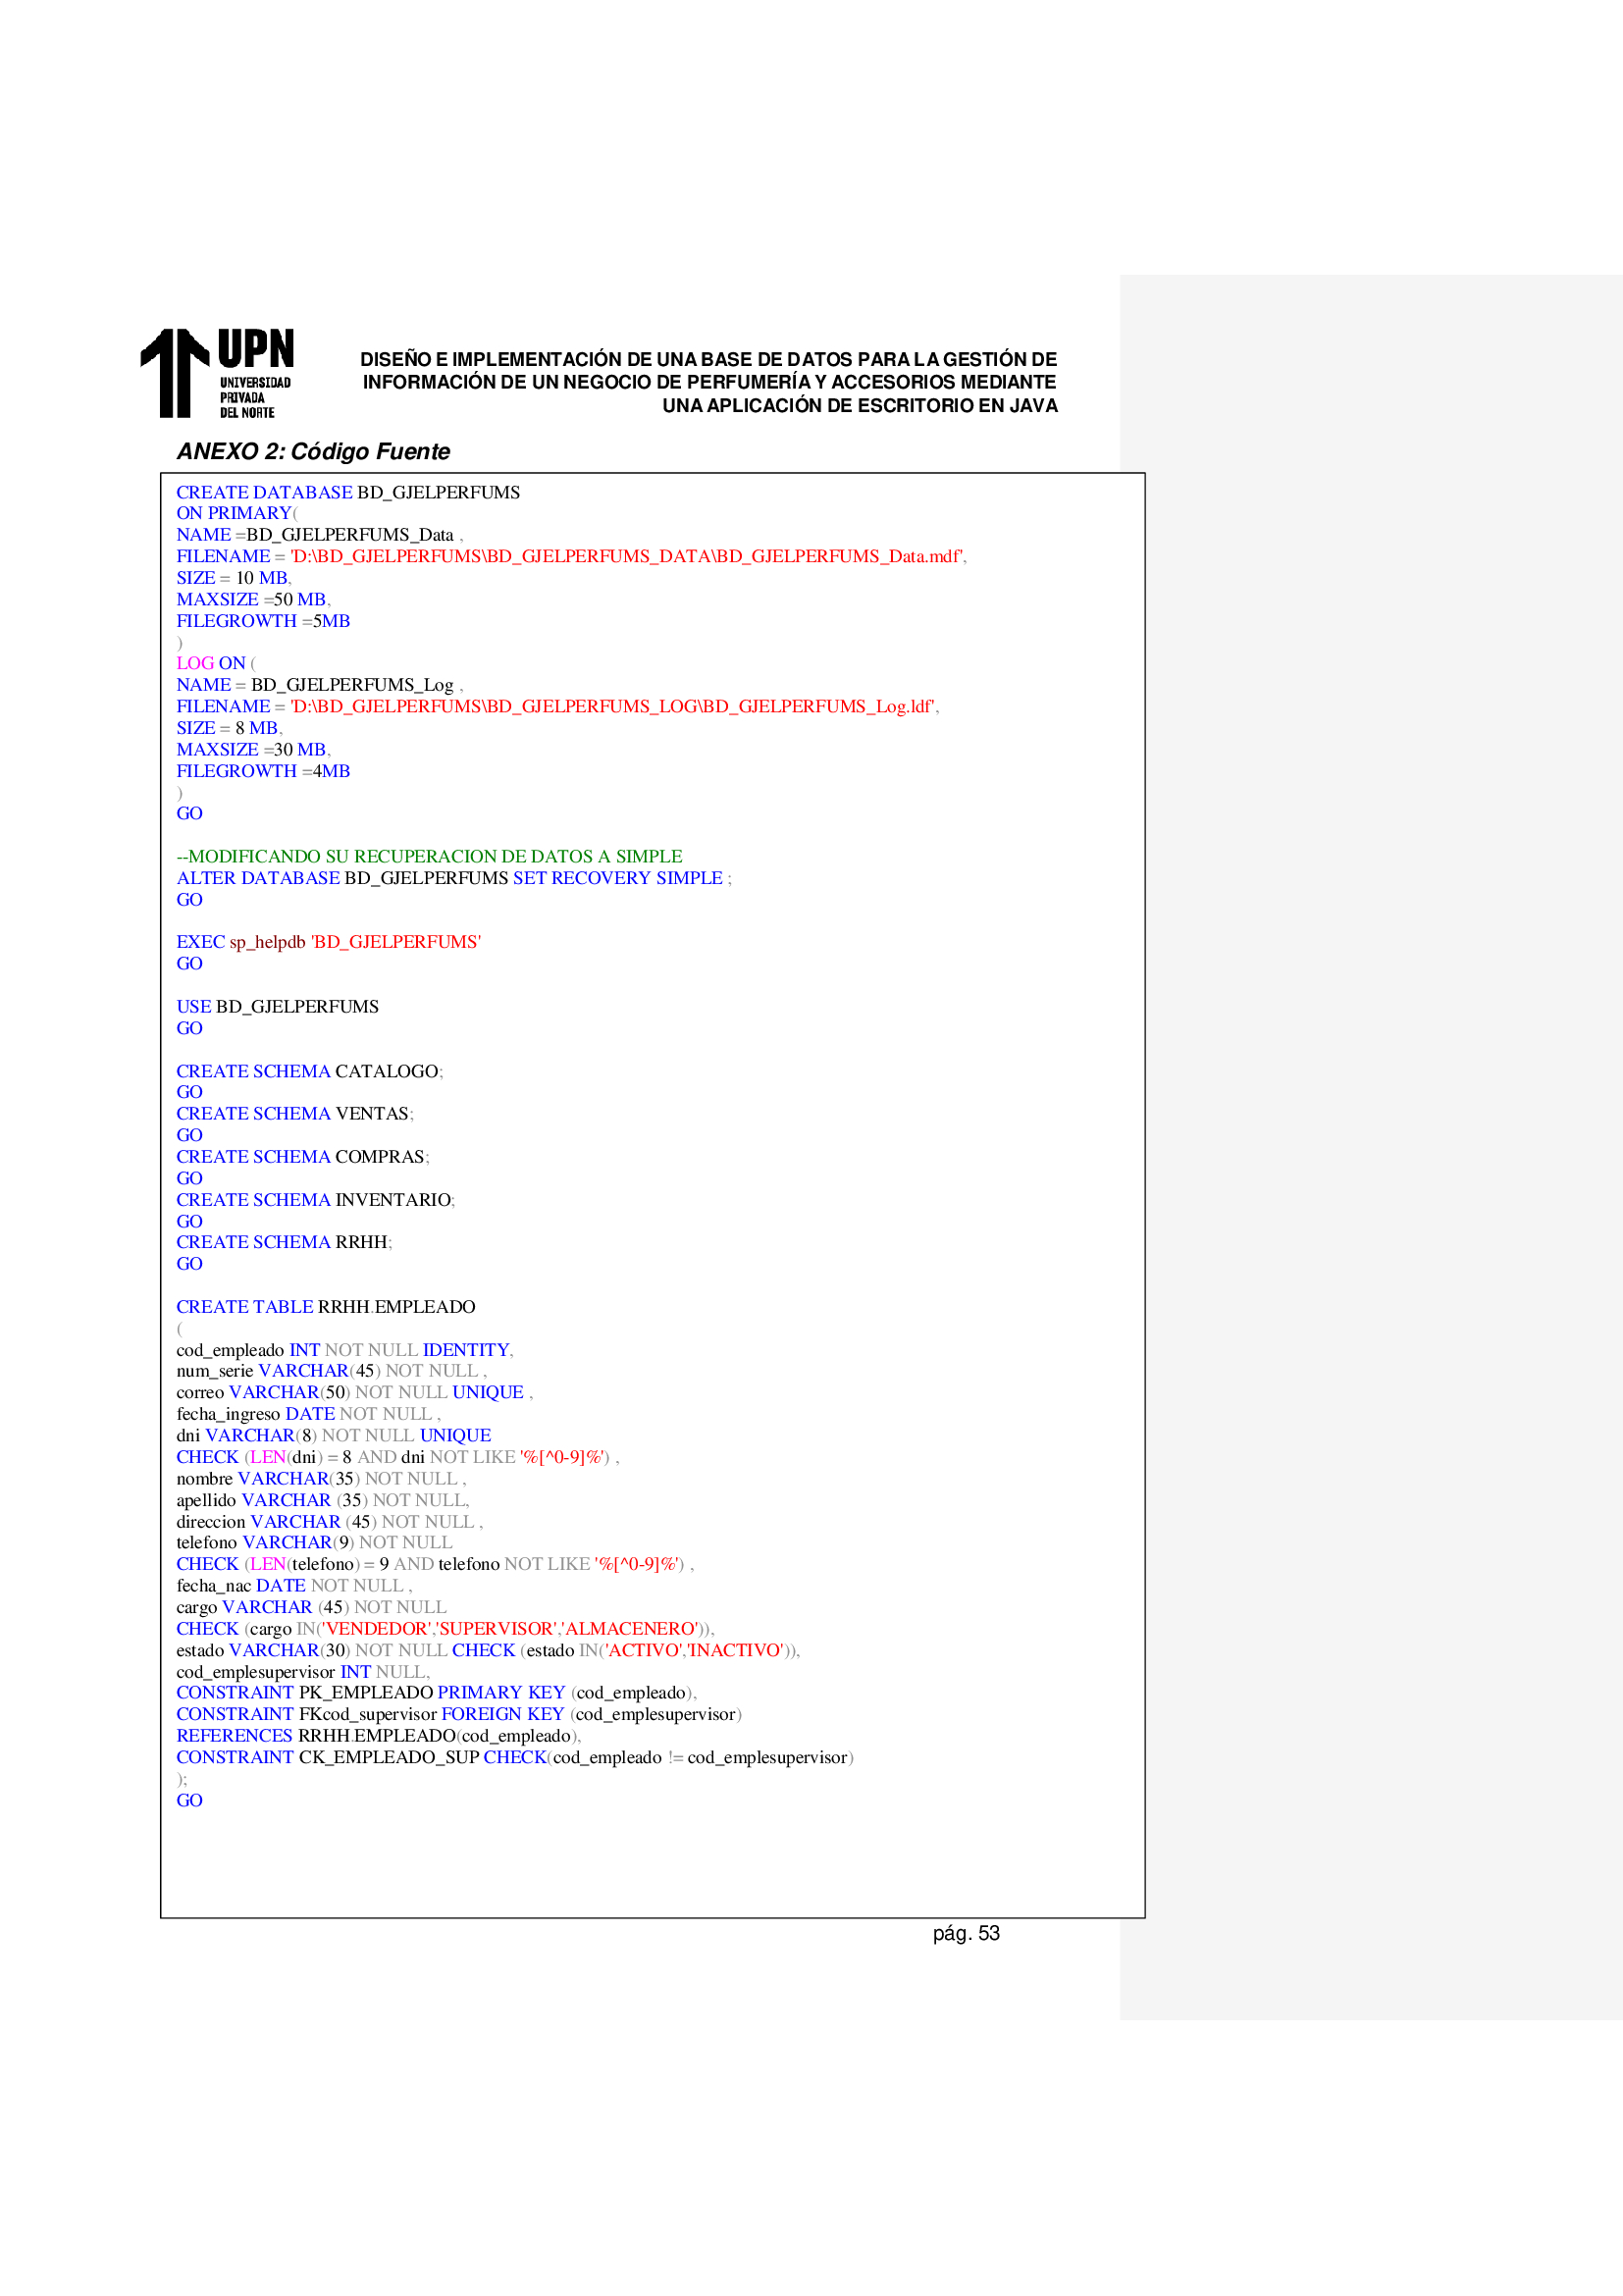 UPN
UNIVERSIDAD
PRIVADA
DEL NORTE
DISEÑO E IMPLEMENTACIÓN DE UNA BASE DE DATOS PARA LA GESTIÓN DE
INFORMACIÓN DE UN NEGOCIO DE PERFUMERÍA Y ACCESORIOS MEDIANTE
UNA APLICACIÓN DE ESCRITORIO EN JAVA
ANEXO 2: Código Fuente
CREATE DATABASE BD_GJELPERFUMS
ON PRIMARY(
NAME =BD_GJELPERFUMS_Data ,
FILENAME = 'D:\BD_GJELPERFUMS\BD_GJELPERFUMS_DATA\BD_GJELPERFUMS_Data.mdf',
SIZE = 10 MB,
MAXSIZE =50 MB,
FILEGROWTH =5MB
)
LOG ON (
NAME = BD_GJELPERFUMS_Log ,
FILENAME = 'D:\BD_GJELPERFUMS\BD_GJELPERFUMS_LOG\BD_GJELPERFUMS_Log.ldf',
SIZE = 8 MB,
MAXSIZE =30 MB,
FILEGROWTH =4MB
)
GO
--MODIFICANDO SU RECUPERACION DE DATOS A SIMPLE
ALTER DATABASE BD_GJELPERFUMS SET RECOVERY SIMPLE ;
GO
EXEC sp_helpdb 'BD_GJELPERFUMS'
GO
USE BD_GJELPERFUMS
GO
CREATE SCHEMA CATALOGO;
GO
CREATE SCHEMA VENTAS;
GO
CREATE SCHEMA COMPRAS;
GO
CREATE SCHEMA INVENTARIO;
GO
CREATE SCHEMA RRHH;
GO
CREATE TABLE RRHH.EMPLEADO
(
cod_empleado INT NOT NULL IDENTITY,
num_serie VARCHAR(45) NOT NULL ,
correo VARCHAR(50) NOT NULL UNIQUE ,
fecha_ingreso DATE NOT NULL ,
dni VARCHAR(8) NOT NULL UNIQUE
CHECK (LEN(dni) = 8 AND dni NOT LIKE '%[^0-9]%') ,
nombre VARCHAR(35) NOT NULL ,
apellido VARCHAR (35) NOT NULL,
direccion VARCHAR (45) NOT NULL ,
telefono VARCHAR(9) NOT NULL
CHECK (LEN(telefono) = 9 AND telefono NOT LIKE '%[^0-9]%') ,
fecha_nac DATE NOT NULL ,
cargo VARCHAR (45) NOT NULL
CHECK (cargo IN('VENDEDOR','SUPERVISOR','ALMACENERO')),
estado VARCHAR(30) NOT NULL CHECK (estado IN('ACTIVO','INACTIVO')),
cod_emplesupervisor INT NULL,
CONSTRAINT PK_EMPLEADO PRIMARY KEY (cod_empleado),
CONSTRAINT FKcod_supervisor FOREIGN KEY (cod_emplesupervisor)
REFERENCES RRHH.EMPLEADO(cod_empleado),
CONSTRAINT CK_EMPLEADO_SUP CHECK(cod_empleado != cod_emplesupervisor)
);
GO
pág. 53